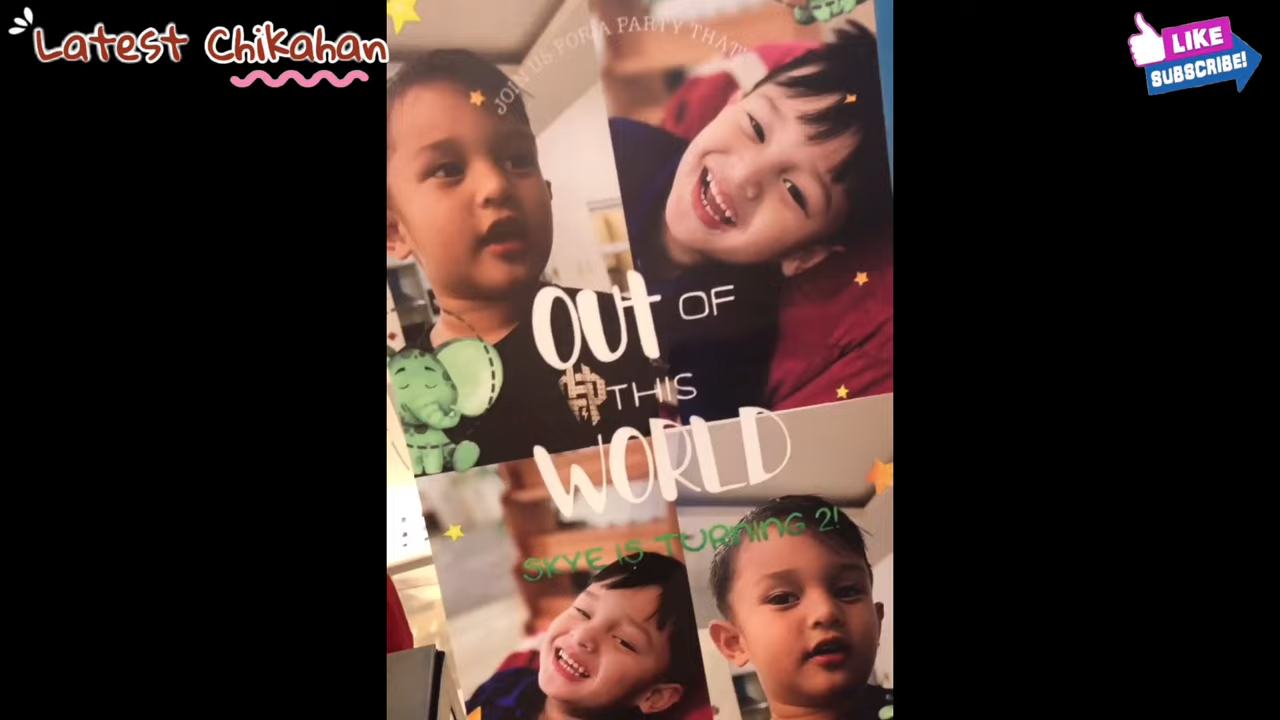 Latest Chikahan
LIKE
SUBSCRIBE!
JOIN US FOR A PARTY THAT'S
OUT OF
THIS
WORLD
SKYE IS TURNING 2!